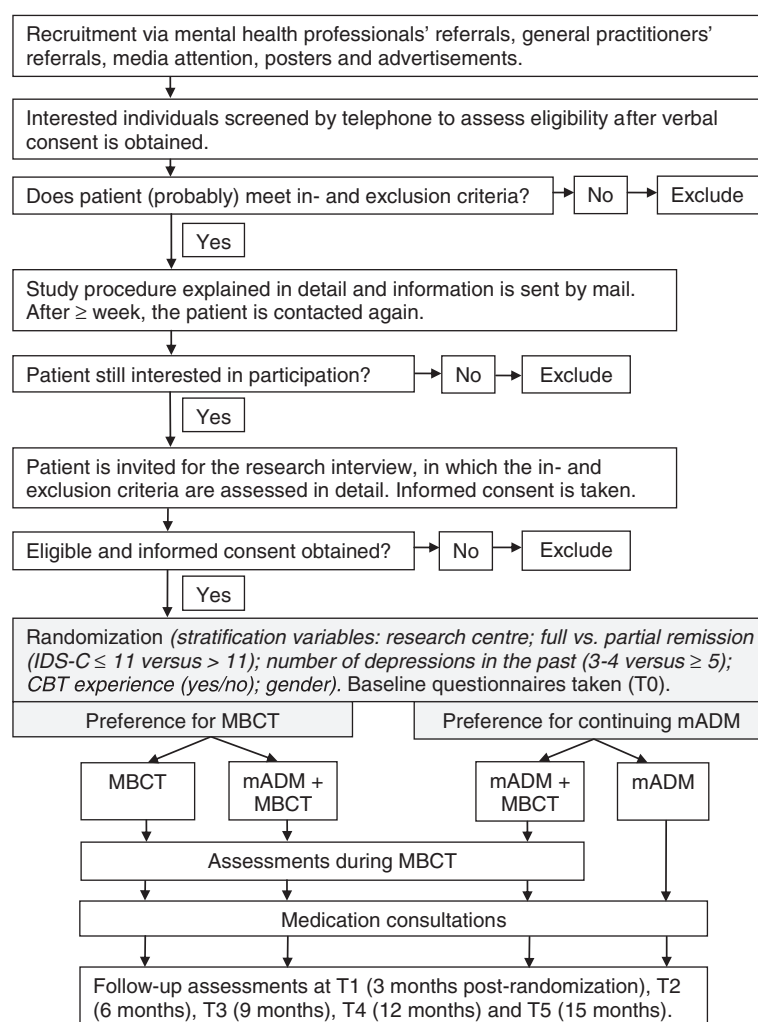 Recruitment via mental health professionals' referrals, general practitioners'
referrals, media attention, posters and advertisements.
Interested individuals screened by telephone to assess eligibility after verbal
consent is obtained.
Does patient (probably) meet in- and exclusion criteria?
No
Exclude
Yes
Study procedure explained in detail and information is sent by mail.
After ≥ week, the patient is contacted again.
Patient still interested in participation?
No
Exclude
Yes
Patient is invited for the research interview, in which the in- and
exclusion criteria are assessed in detail. Informed consent is taken.
Eligible and informed consent obtained?
No
Exclude
Yes
Randomization (stratification variables: research centre; full vs. partial remission
(IDS-C ≤ 11 versus > 11); number of depressions in the past (3-4 versus ≥ 5);
CBT experience (yes/no); gender). Baseline questionnaires taken (T0).
Preference for MBCT
Preference for continuing mADM
MBCT
mADM +
MBCT
mADM +
MBCT
mADM
Assessments during MBCT
Medication consultations
Follow-up assessments at T1 (3 months post-randomization), T2
(6 months), T3 (9 months), T4 (12 months) and T5 (15 months).